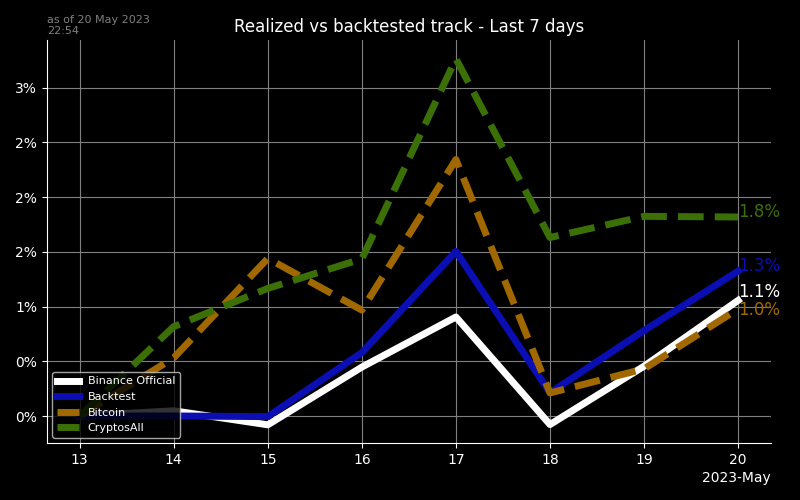 as of 20 May 2023
22:54
Realized vs backtested track - Last 7 days
3%
2%
2%
2%
1%
0%
0%
1.8%
1.3%
1.1%
1.0%
Binance Official
Backtest
Bitcoin
CryptosAll
13 14 15 16 17 18 19 20
2023-May